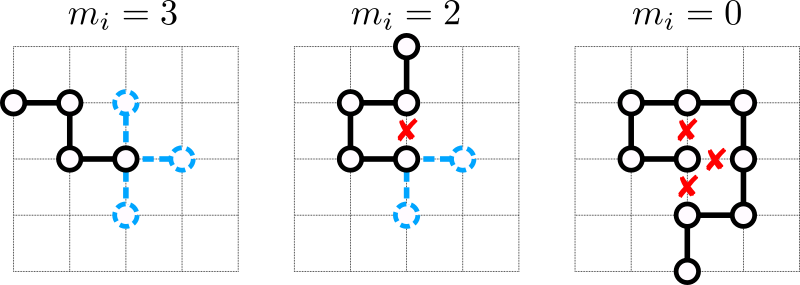 m_i = 3
m_i = 2
m_i = 0